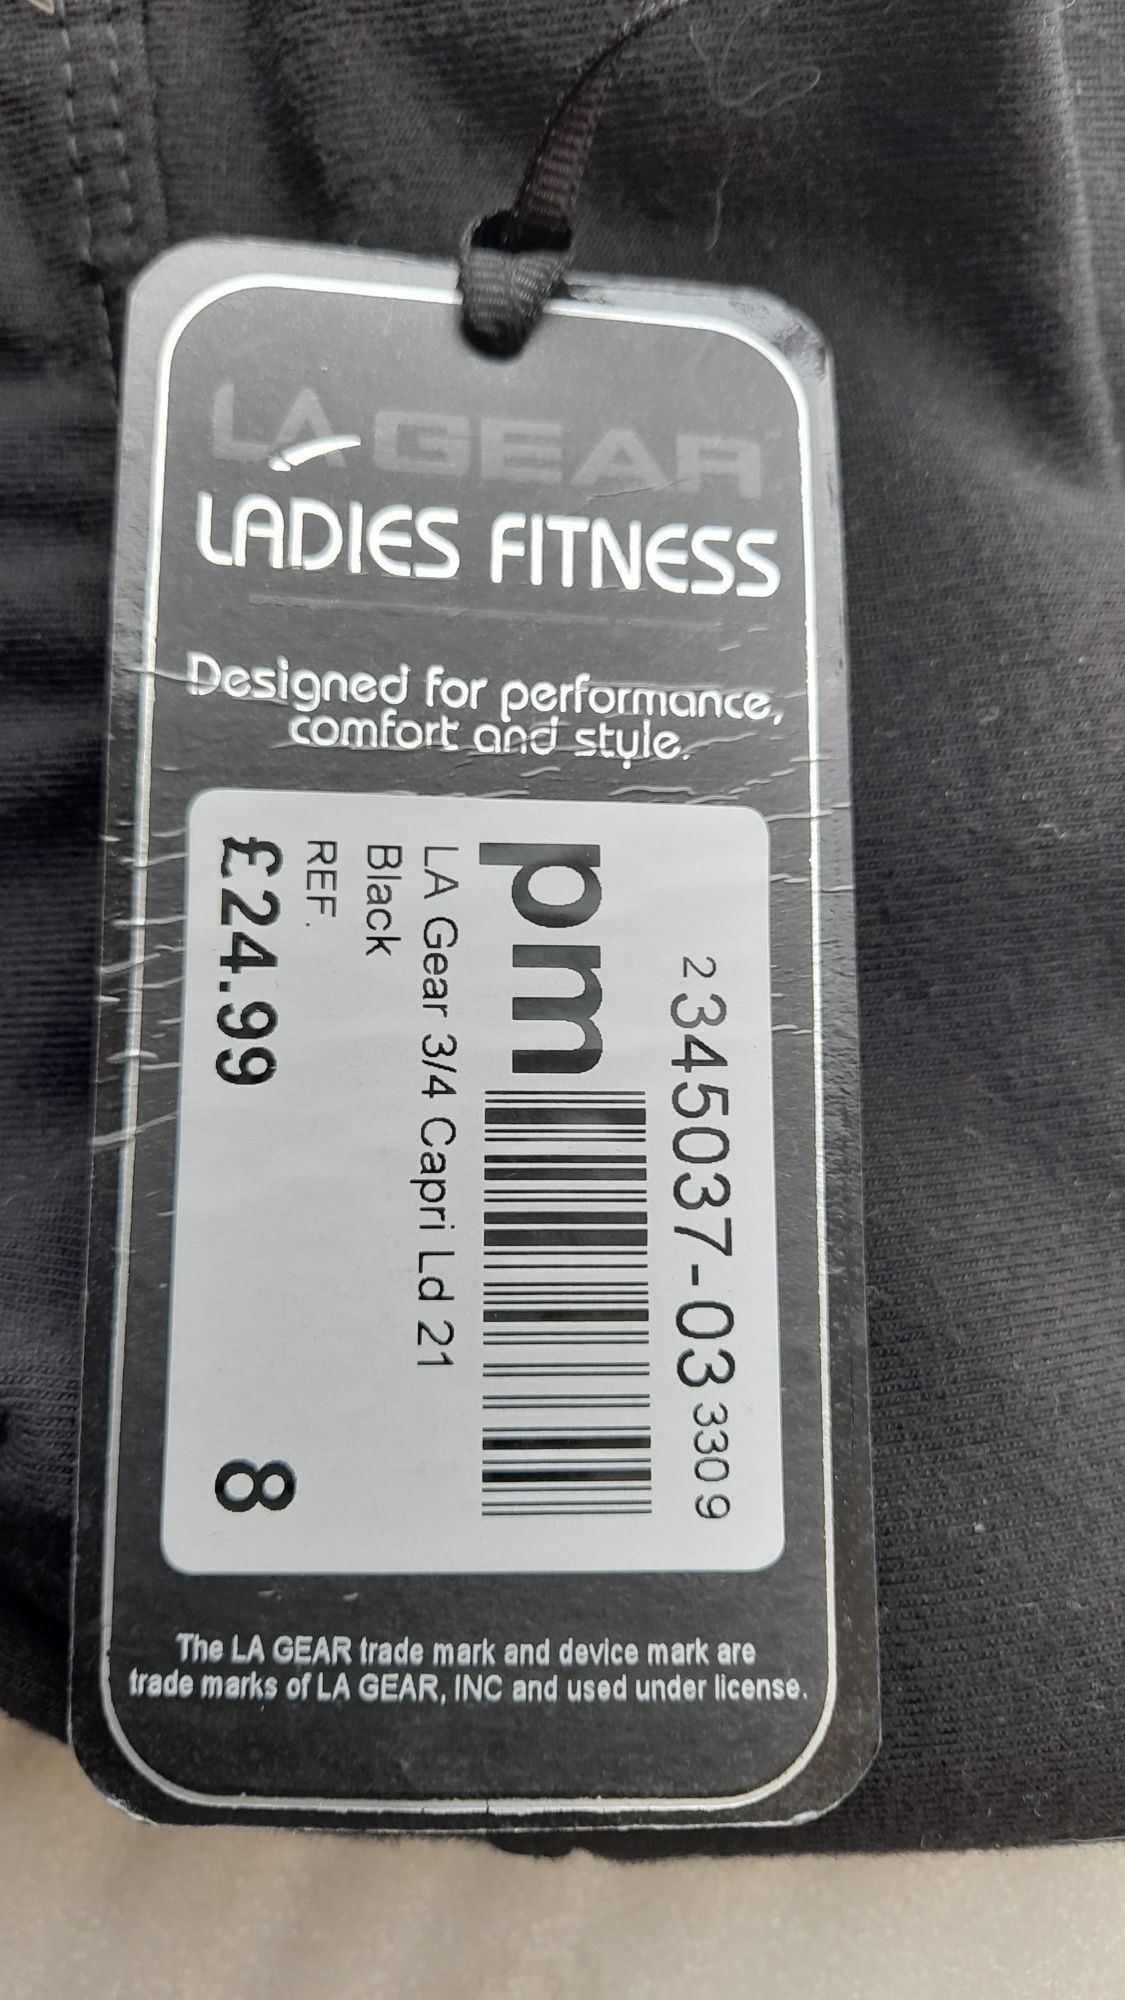 LA GEAR
LADIES FITNESS
Designed for performance,
comfort and style.
2 345037-03 3309
pm
LA Gear 3/4 Capri Ld 21
Black
REF.
£24.99 8
The LA GEAR trade mark and device mark are
trade marks of LA GEAR, INC and used under license.